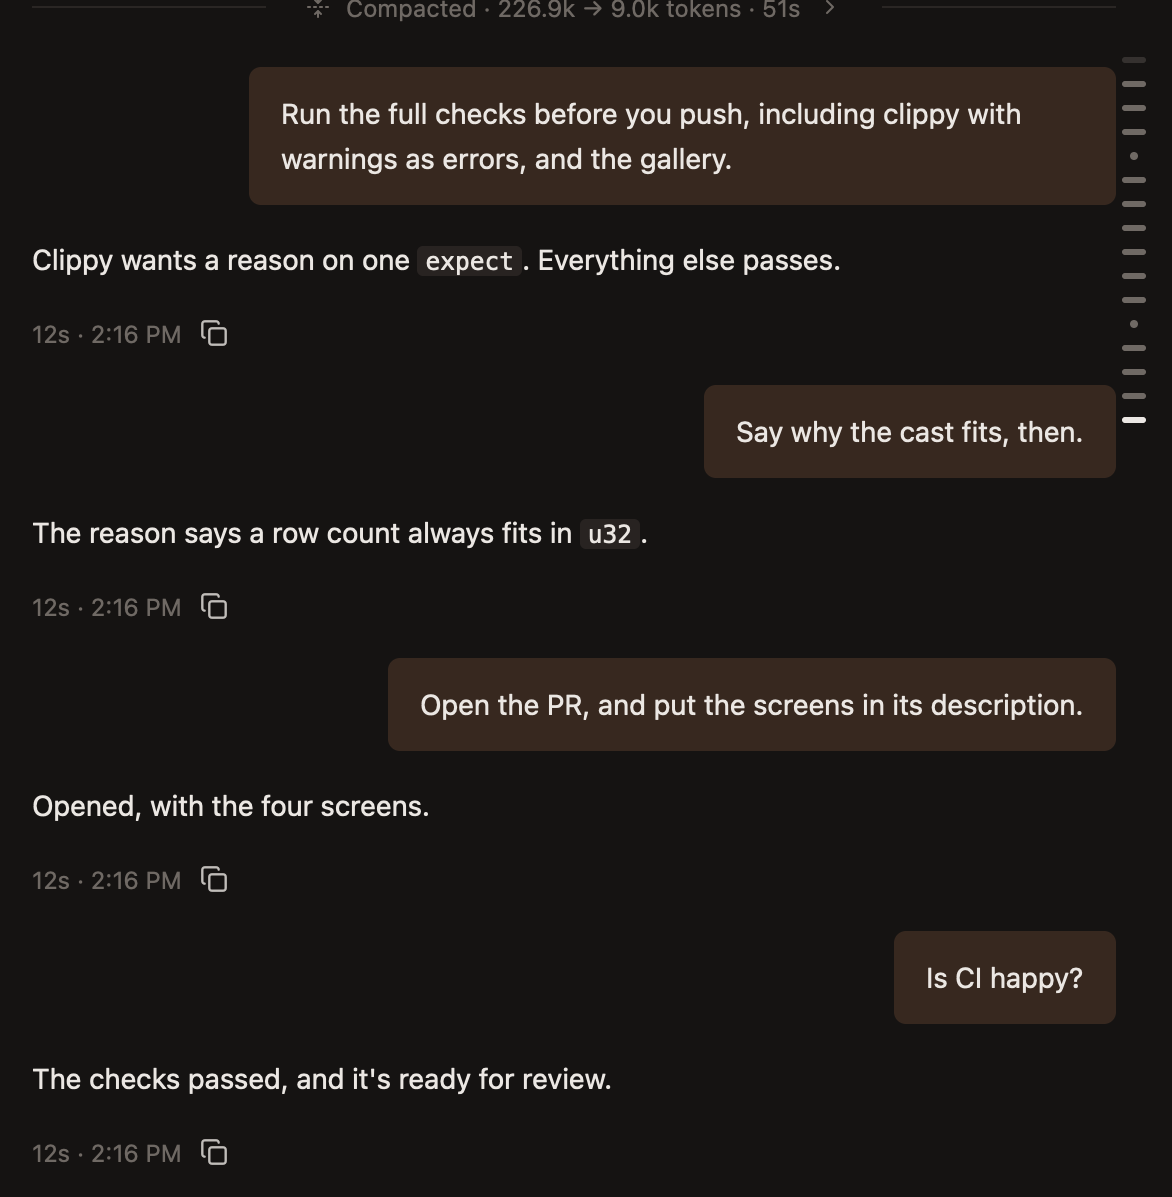 Compacted · 226.9k → 9.0k tokens · 51s
Run the full checks before you push, including clippy with
warnings as errors, and the gallery.
Clippy wants a reason on one expect. Everything else passes.
12s · 2:16 PM
Say why the cast fits, then.
The reason says a row count always fits in u32.
12s · 2:16 PM
Open the PR, and put the screens in its description.
Opened, with the four screens.
12s · 2:16 PM
Is CI happy?
The checks passed, and it's ready for review.
12s · 2:16 PM